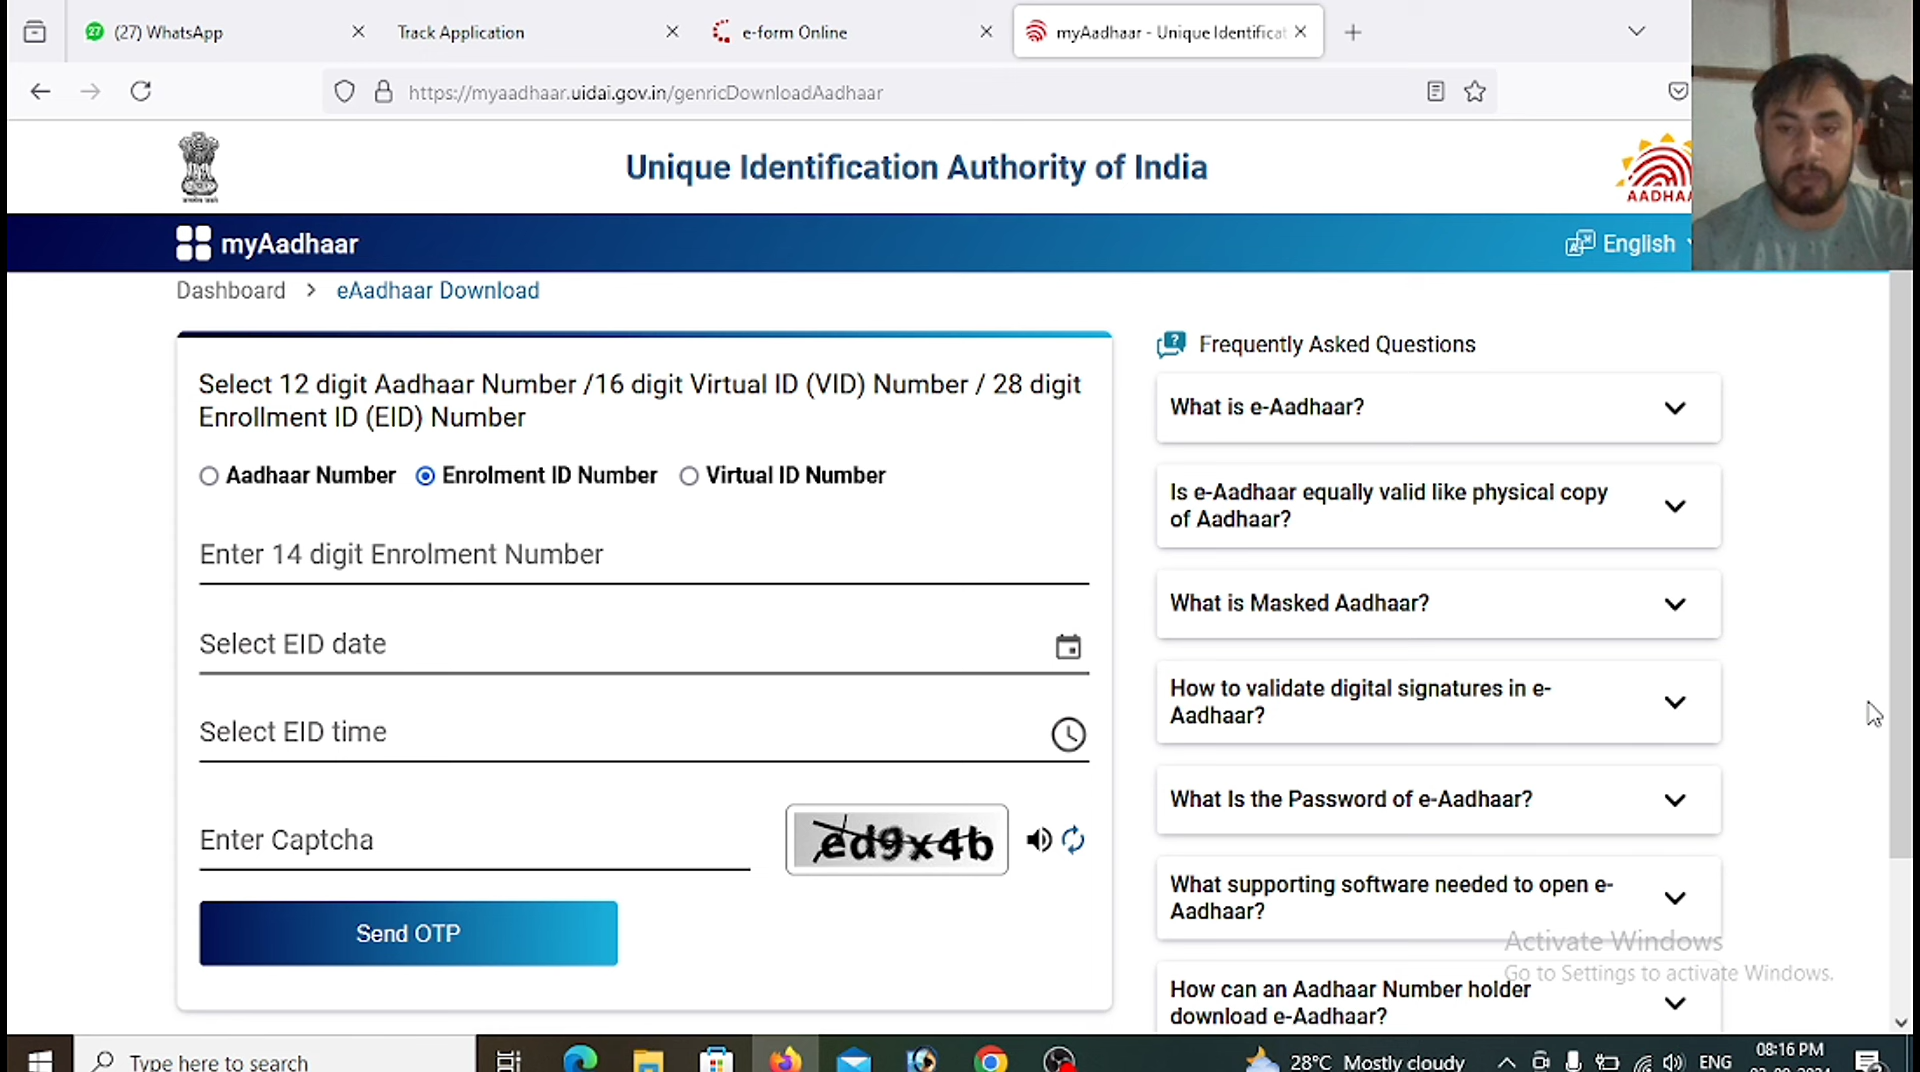 27 (27) WhatsApp
Track Application
e-form Online
myAadhaar - Unique Identificat
https://myaadhaar.uidai.gov.in/genricDownloadAadhaar
Unique Identification Authority of India
myAadhaar
English
Dashboard > eAadhaar Download
Select 12 digit Aadhaar Number /16 digit Virtual ID (VID) Number / 28 digit
Enrollment ID (EID) Number
Aadhaar Number Enrolment ID Number Virtual ID Number
Enter 14 digit Enrolment Number
Select EID date
Select EID time
Enter Captcha
ed9x4b
Send OTP
Frequently Asked Questions
What is e-Aadhaar?
Is e-Aadhaar equally valid like physical copy
of Aadhaar?
What is Masked Aadhaar?
How to validate digital signatures in e-
Aadhaar?
What Is the Password of e-Aadhaar?
What supporting software needed to open e-
Aadhaar?
How can an Aadhaar Number holder
download e-Aadhaar?
Activate Windows
Go to Settings to activate Windows.
Type here to search
28°C Mostly cloudy
ENG
08:16 PM